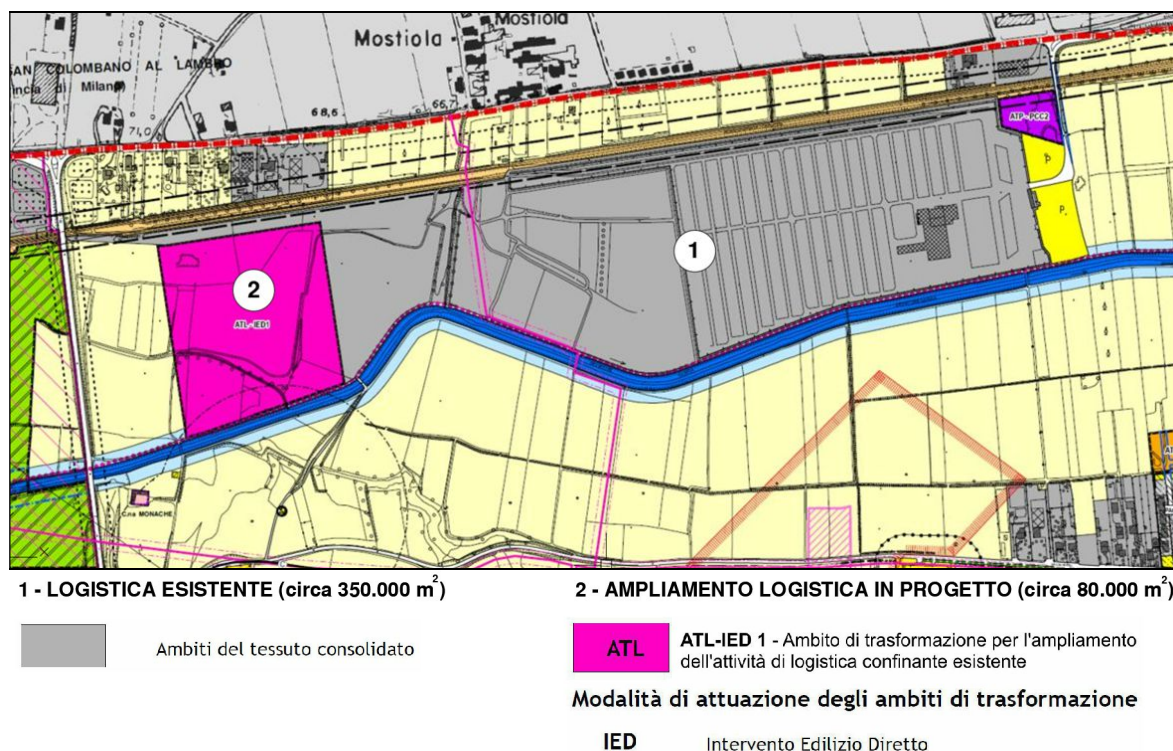 Mostiola
Mostiola
SAN COLOMBANO AL LAMBRO
di Milano)
68,6
66,7
71,0
ATP-PCC2
P
P
1
2
ATL-IED1
C.na MONACHE
1 - LOGISTICA ESISTENTE (circa 350.000 m²)
2 - AMPLIAMENTO LOGISTICA IN PROGETTO (circa 80.000 m²)
Ambiti del tessuto consolidato
ATL
ATL-IED 1 - Ambito di trasformazione per l'ampliamento
dell'attività di logistica confinante esistente
Modalità di attuazione degli ambiti di trasformazione
IED
Intervento Edilizio Diretto